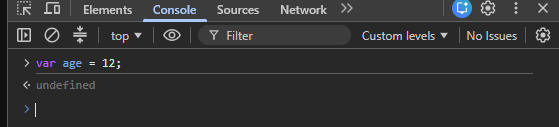 Elements Console Sources Network
top Filter Custom levels No Issues
var age = 12;
undefined